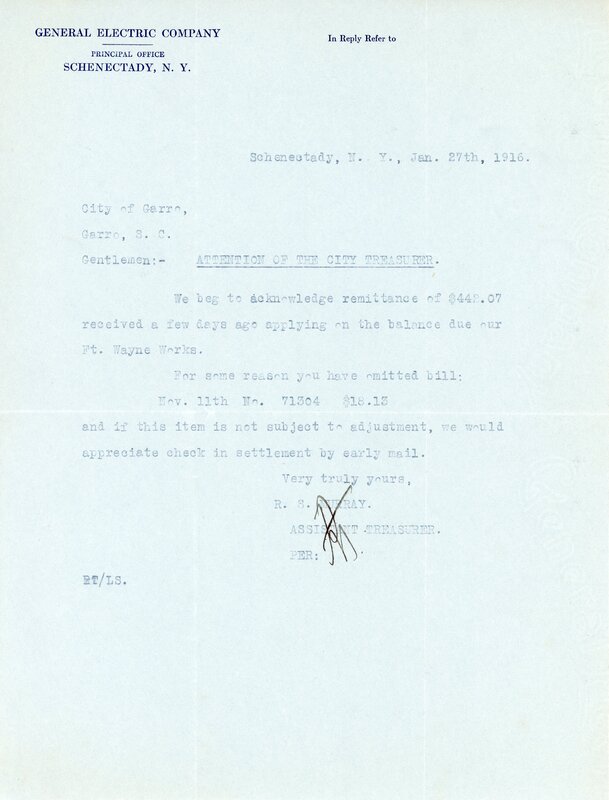 GENERAL ELECTRIC COMPANY
PRINCIPAL OFFICE
SCHENECTADY, N. Y.
In Reply Refer to
Schenectady, N. Y., Jan. 27th, 1916.
City of Garro,
Garro, S. C.
Gentlemen:- ATTENTION OF THE CITY TREASURER.
We beg to acknowledge remittance of $442.07
received a few days ago applying on the balance due our
Ft. Wayne Works.
For some reason you have omitted bill:
Nov. 11th No. 71304 $18.13
and if this item is not subject to adjustment, we would
appreciate check in settlement by early mail.
Very truly yours,
R. S. MURRAY.
ASSISTANT TREASURER.
PER:
RT/LS.